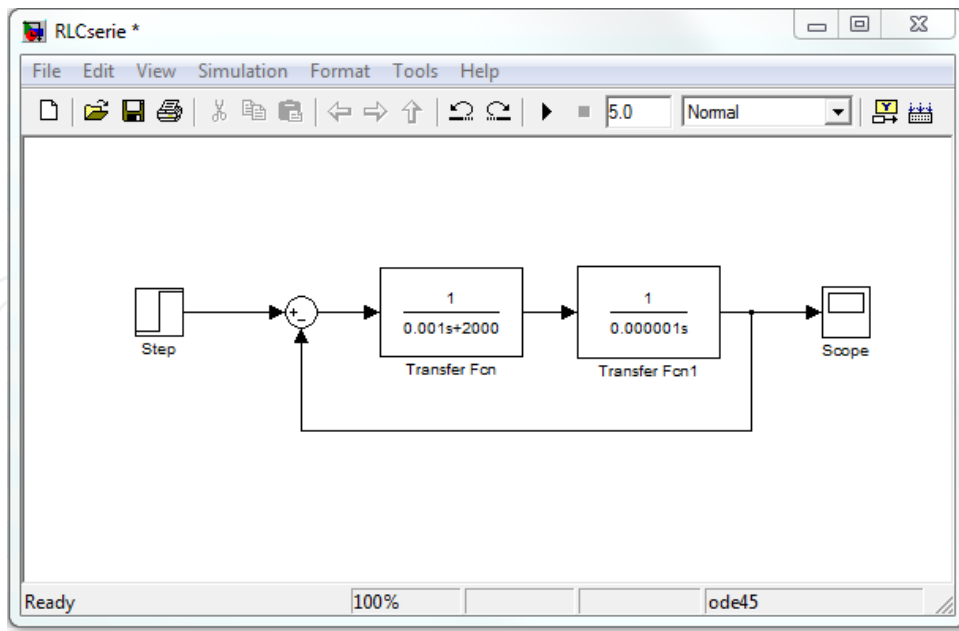 RLCserie *
File Edit View Simulation Format Tools Help
5.0 Normal
1
0.001s+2000
1
0.000001s
Step
Transfer Fcn
Transfer Fcn1
Scope
Ready 100% ode45